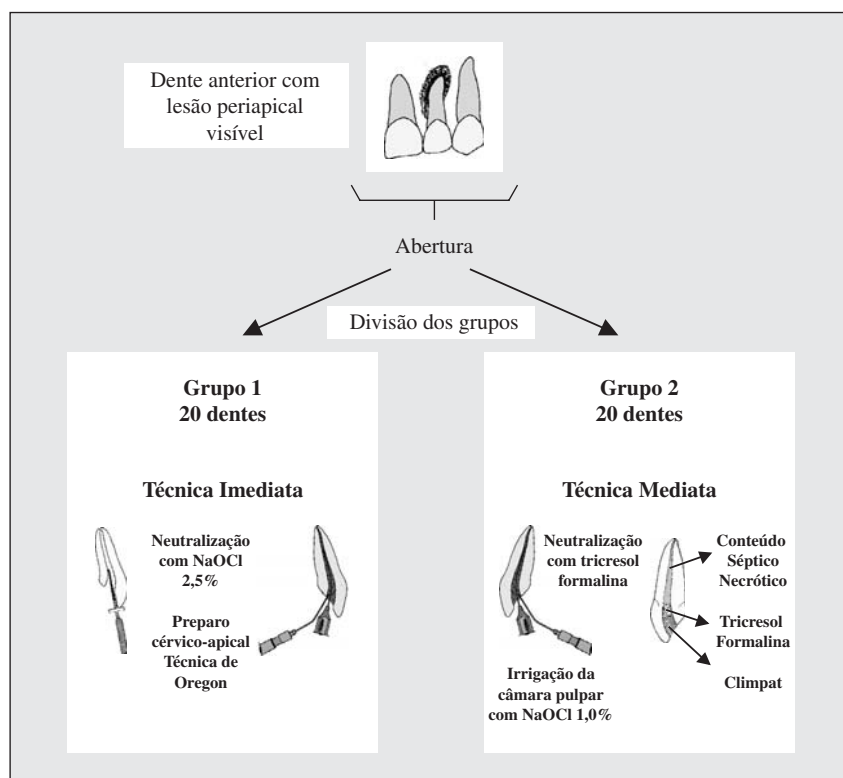 Dente anterior com
lesão periapical
visível
Abertura
Divisão dos grupos
Grupo 1
20 dentes
Técnica Imediata
Neutralização
com NaOCl
2,5%
Preparo
cérvico-apical
Técnica de
Oregon
Grupo 2
20 dentes
Técnica Mediata
Neutralização
com tricresol
formalina
Irrigação da
câmara pulpar
com NaOCl 1,0%
Conteúdo
Séptico
Necrótico
Tricresol
Formalina
Climpat